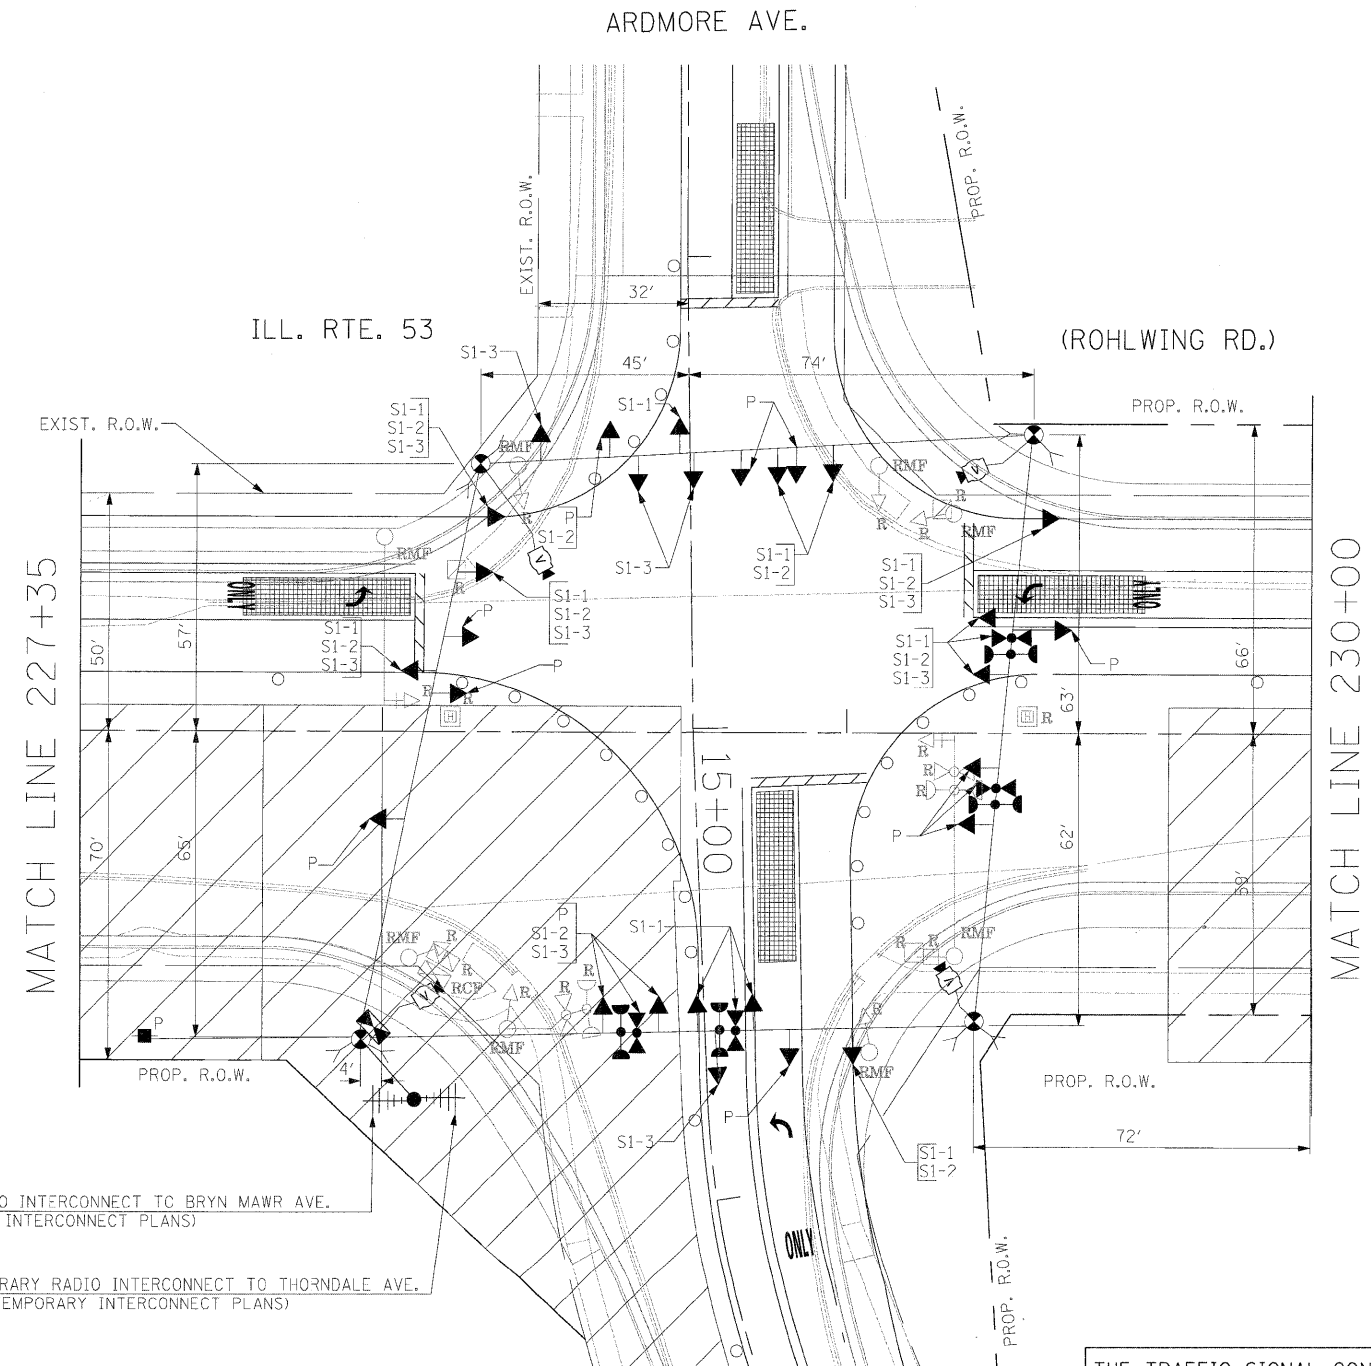 ARDMORE AVE.
EXIST. R.O.W.
PROP. R.O.W.
32'
ILL. RTE. 53
(ROHLWING RD.)
S1-3
45'
74'
S1-1
S1-2
S1-3
S1-1
P
PROP. R.O.W.
EXIST. R.O.W.
RMF
RMF
V
V
R
R
R
R
P
S1-2
RMF
RMF
S1-3
S1-1
S1-2
S1-1
S1-2
S1-3
R
S1-1
S1-2
S1-3
ONLY
ONLY
MATCH LINE 227+35
50'
57'
S1-1
S1-2
S1-3
P
P
S1-1
S1-2
S1-3
P
66'
63'
MATCH LINE 230+00
R
R
H
H
R
15+00
R
R
R
P
P
70'
65'
62'
59'
P
S1-2
S1-3
S1-1
RMF
R
R
RCF
R
R
R
V
RMF
R
R
RMF
V
R
RMF
P
PROP. R.O.W.
4'
PROP. R.O.W.
P
S1-3
S1-1
S1-2
72'
O INTERCONNECT TO BRYN MAWR AVE.
INTERCONNECT PLANS)
ONLY
PROP. R.O.W.
RARY RADIO INTERCONNECT TO THORNDALE AVE.
EMPORARY INTERCONNECT PLANS)
THE TRAFFIC SIGNAL CON